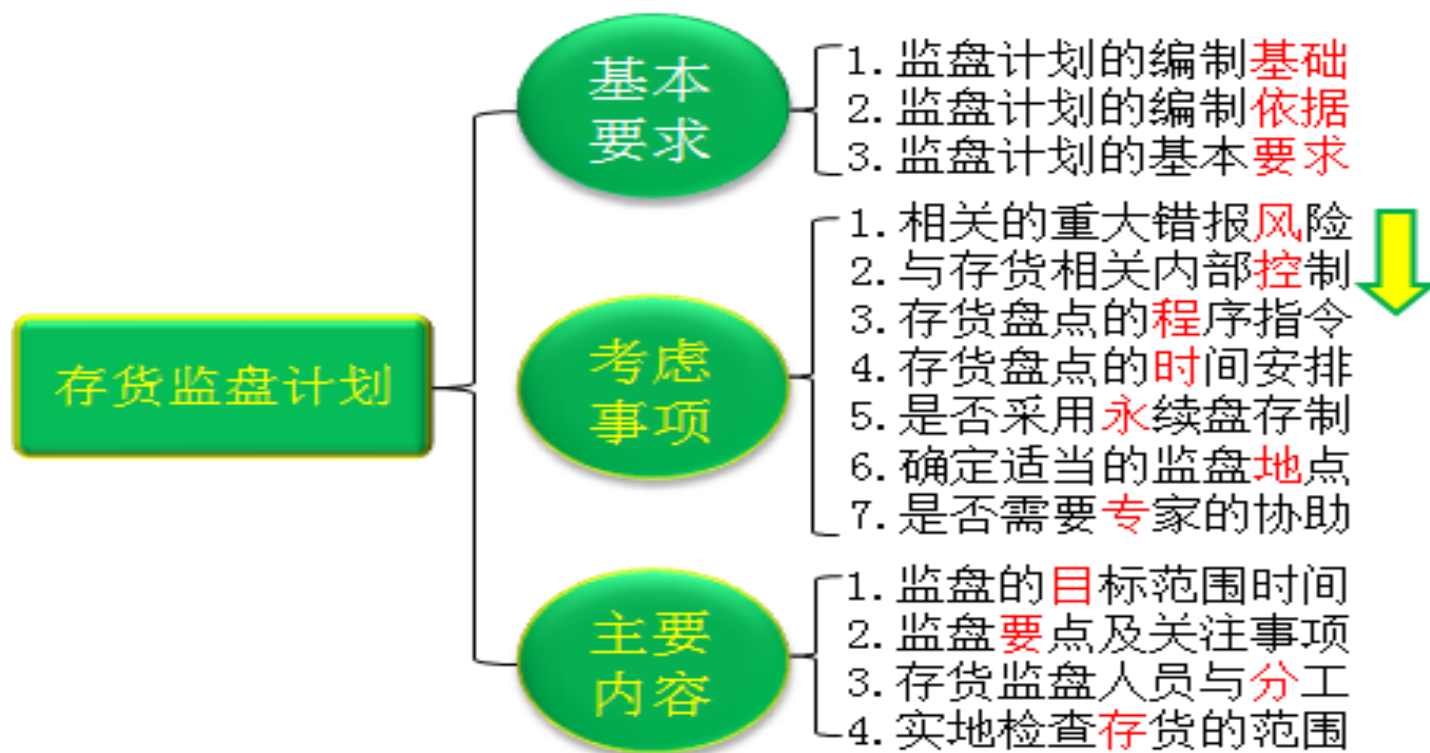 存货监盘计划
基本
要求
1.监盘计划的编制基础
2.监盘计划的编制依据
3.监盘计划的基本要求
考虑
事项
1.相关的重大错报风险
2.与存货相关内部控制
3.存货盘点的程序指令
4.存货盘点的时间安排
5.是否采用永续盘存制
6.确定适当的监盘地点
7.是否需要专家的协助
主要
内容
1.监盘的目标范围时间
2.监盘要点及关注事项
3.存货监盘人员与分工
4.实地检查存货的范围